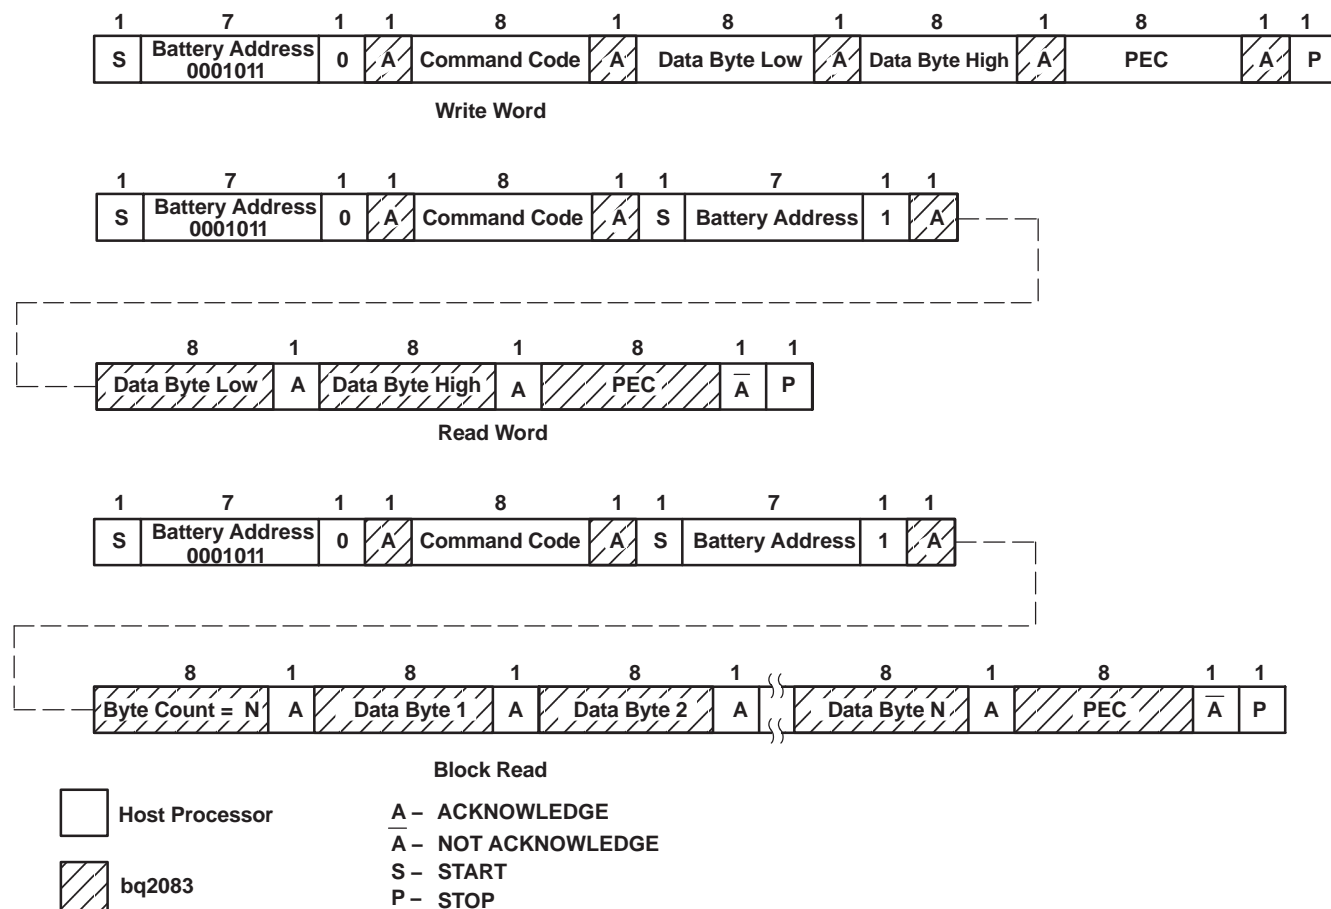 1 7 1 1 8 1 8 1 8 1 8 1 1
S Battery Address 0 A Command Code A Data Byte Low A Data Byte High A PEC A P
0001011
Write Word
1 7 1 1 8 1 1 7 1 1
S Battery Address 0 A Command Code A S Battery Address 1 A
0001011
8 1 8 1 8 1 1
Data Byte Low A Data Byte High A PEC A̅ P
Read Word
1 7 1 1 8 1 1 7 1 1
S Battery Address 0 A Command Code A S Battery Address 1 A
0001011
8 1 8 1 8 1 8 1 8 1 1
Byte Count = N A Data Byte 1 A Data Byte 2 A Data Byte N A PEC A̅ P
Block Read
Host Processor
bq2083
A – ACKNOWLEDGE
A̅ – NOT ACKNOWLEDGE
S – START
P – STOP